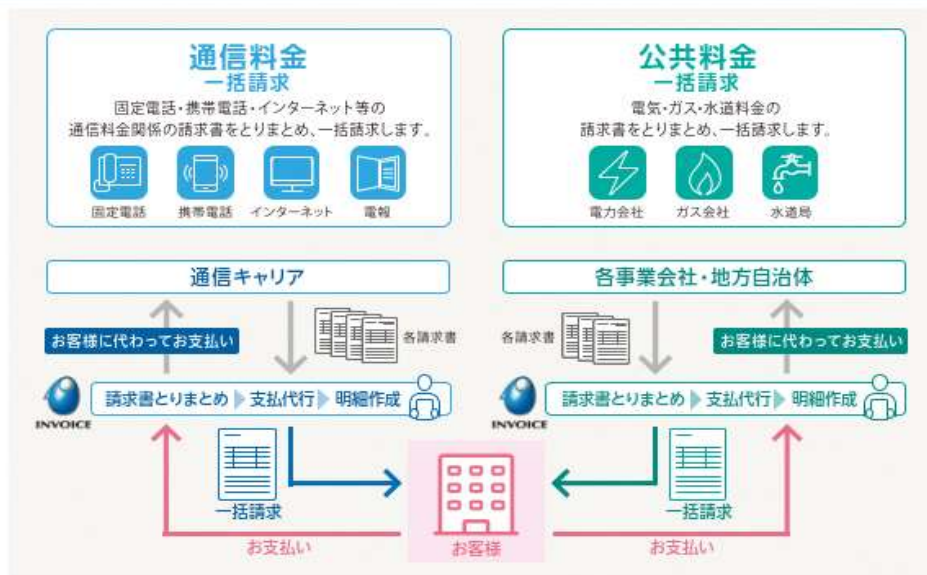 通信料金
一括請求
固定電話・携帯電話・インターネット等の
通信料金関係の請求書をとりまとめ、一括請求します。
固定電話
携帯電話
インターネット
電報
公共料金
一括請求
電気・ガス・水道料金の
請求書をとりまとめ、一括請求します。
電力会社
ガス会社
水道局
通信キャリア
各事業会社・地方自治体
お客様に代わってお支払い
各請求書
各請求書
お客様に代わってお支払い
INVOICE
請求書とりまとめ 支払代行 明細作成
INVOICE
請求書とりまとめ 支払代行 明細作成
一括請求
一括請求
お支払い
お客様
お支払い